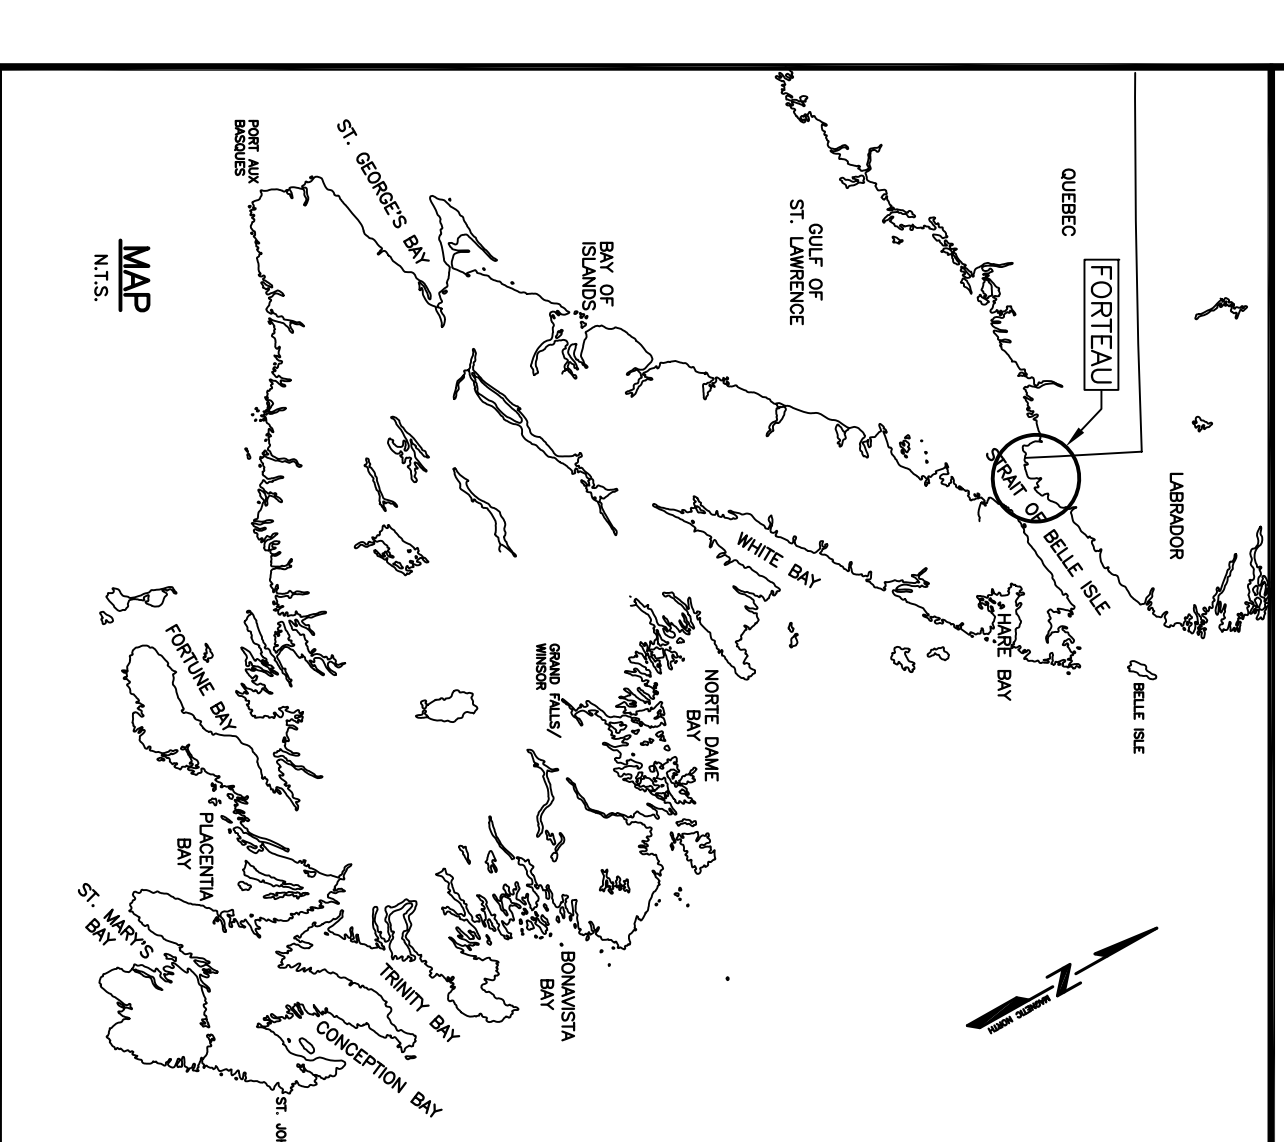 QUEBEC
FORTEAU
LABRADOR
GULF OF
ST. LAWRENCE
STRAIT OF BELLE ISLE
BELLE ISLE
HARE BAY
WHITE BAY
BAY OF
ISLANDS
ST. GEORGE'S BAY
PORT AUX
BASQUES
NORTE DAME
BAY
GRAND FALLS/
WINSOR
BONAVISTA
BAY
TRINITY BAY
CONCEPTION BAY
FORTUNE BAY
PLACENTIA
BAY
ST. MARY'S
BAY
MAGNETIC NORTH
N
MAP
N.T.S.